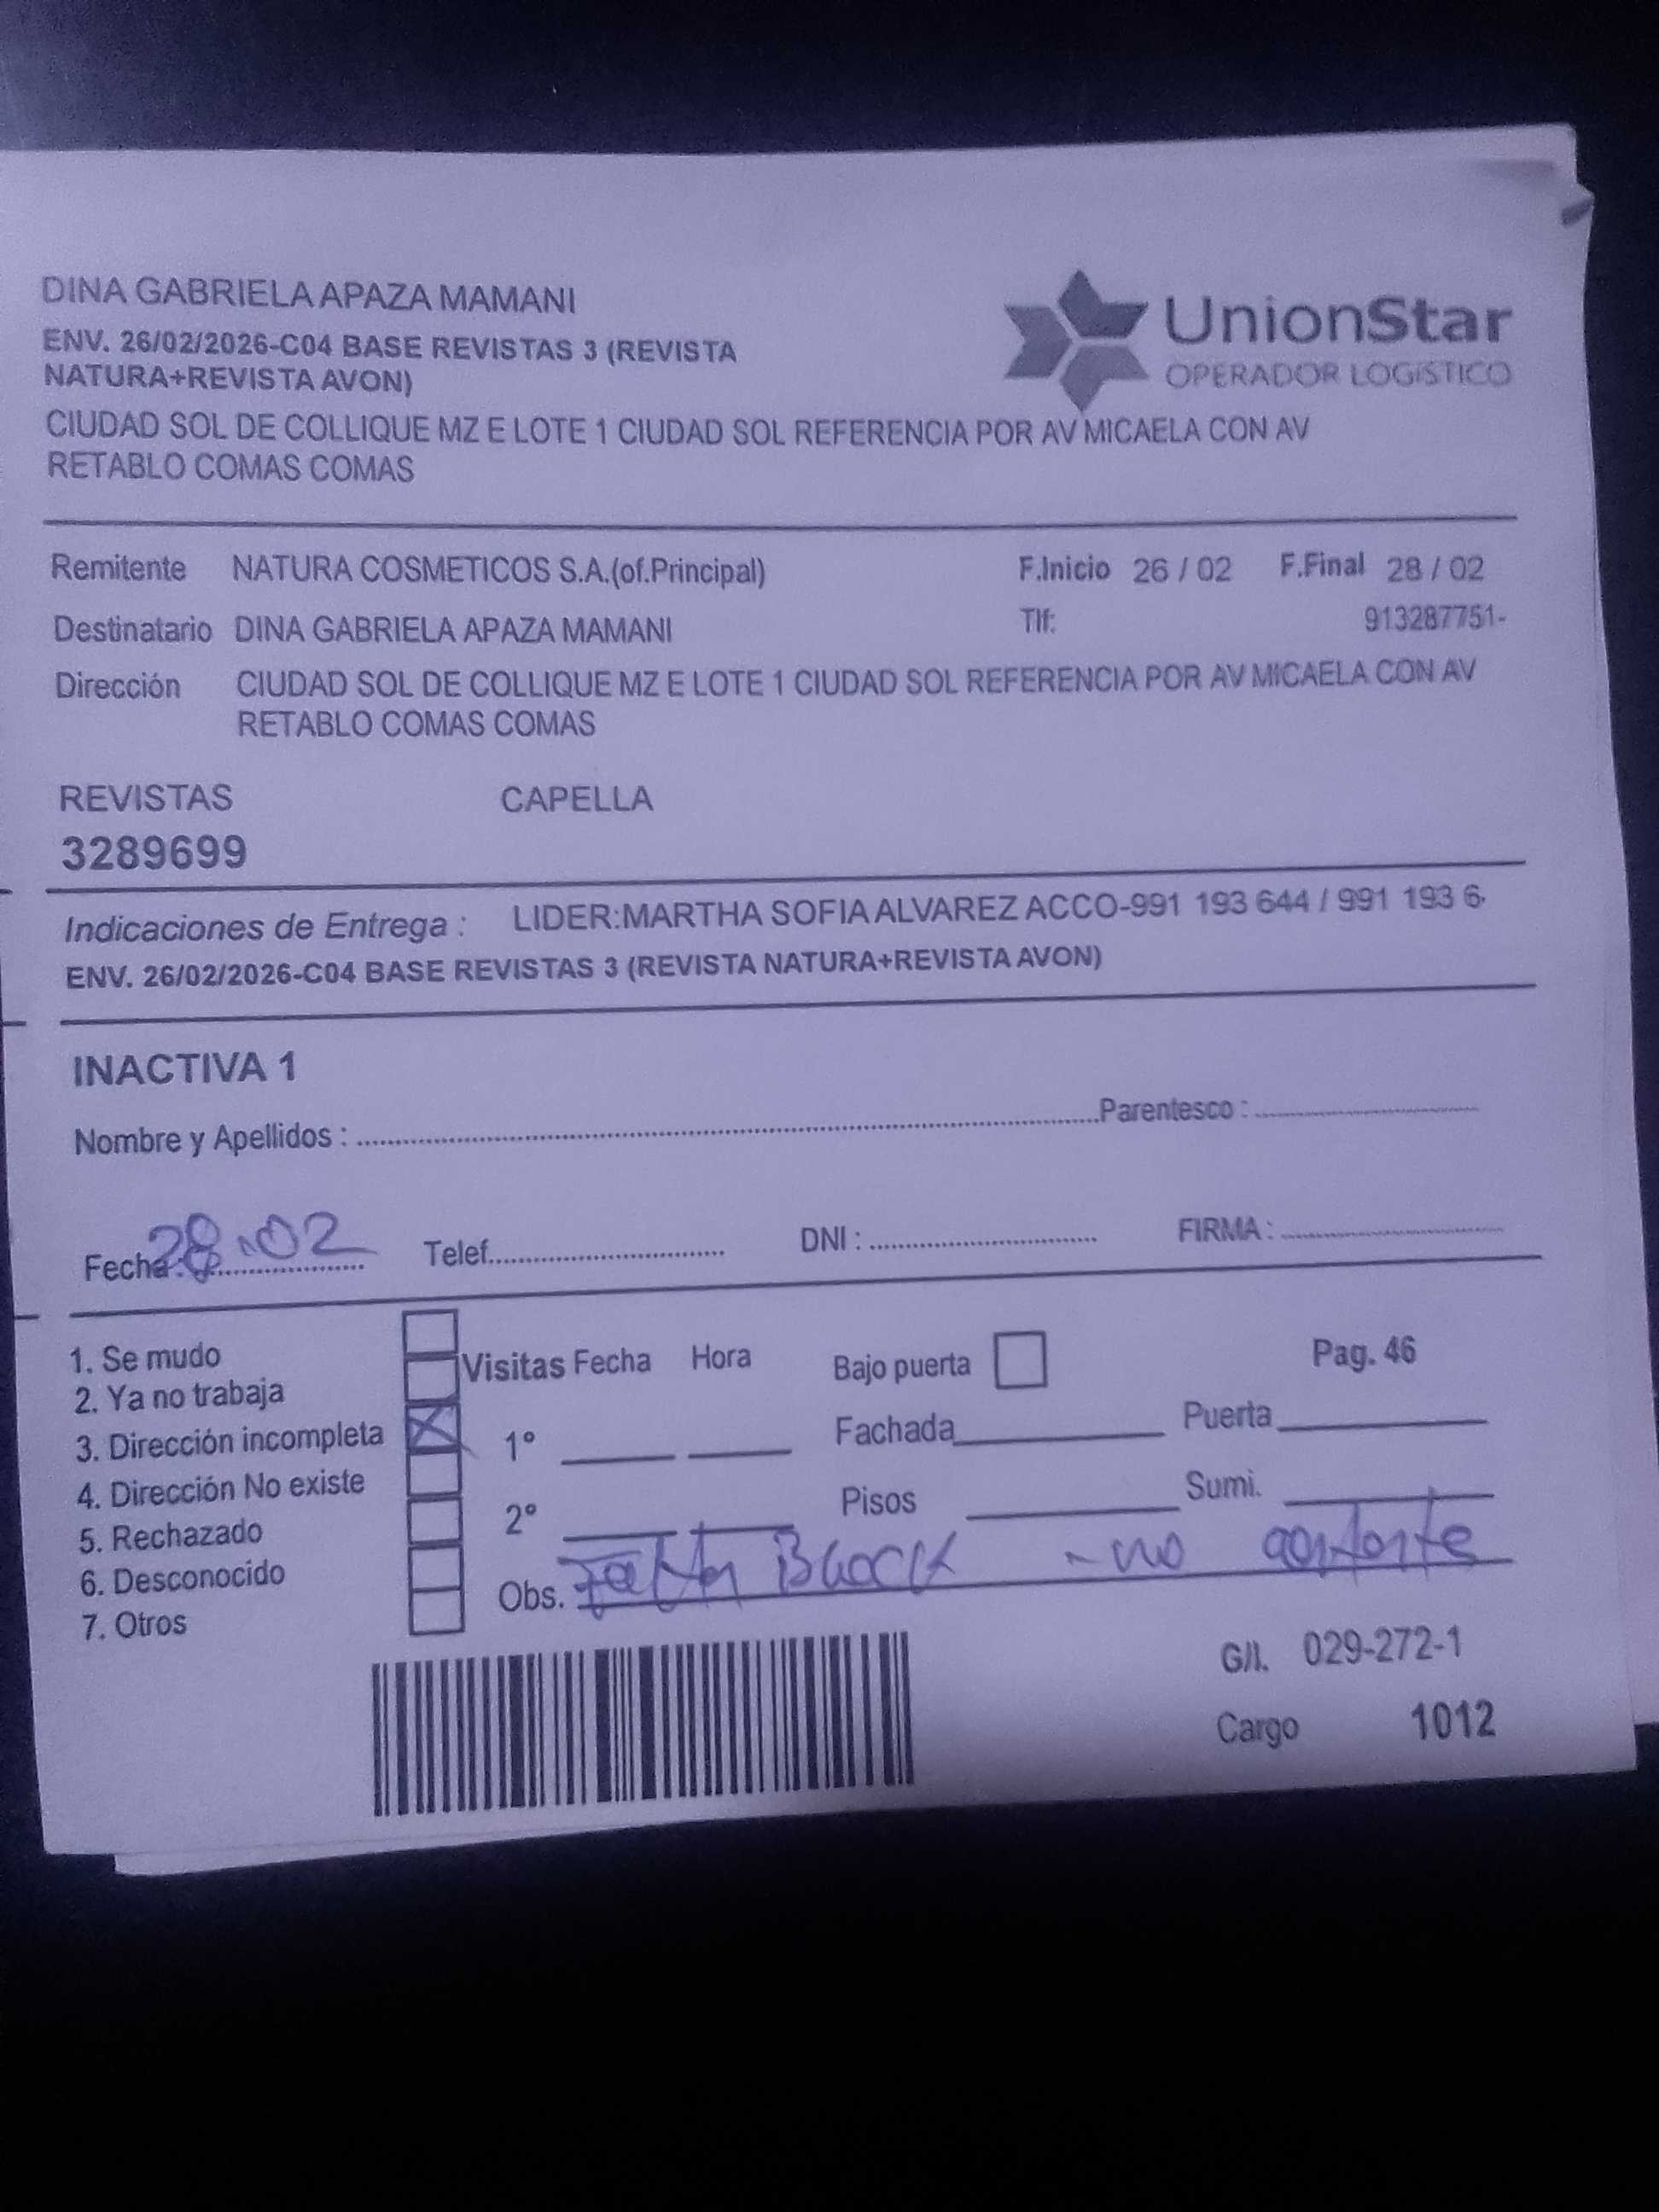 DINA GABRIELA APAZA MAMANI
ENV. 26/02/2026-C04 BASE REVISTAS 3 (REVISTA
NATURA+REVISTA AVON)
UnionStar
OPERADOR LOGíSTICO
CIUDAD SOL DE COLLIQUE MZ E LOTE 1 CIUDAD SOL REFERENCIA POR AV MICAELA CON AV
RETABLO COMAS COMAS
Remitente NATURA COSMETICOS S.A.(of.Principal) F.Inicio 26 / 02 F.Final 28 / 02
Destinatario DINA GABRIELA APAZA MAMANI Tlf: 913287751-
Dirección CIUDAD SOL DE COLLIQUE MZ E LOTE 1 CIUDAD SOL REFERENCIA POR AV MICAELA CON AV
RETABLO COMAS COMAS
REVISTAS CAPELLA
3289699
Indicaciones de Entrega : LIDER:MARTHA SOFIA ALVAREZ ACCO-991 193 644 / 991 193 6
ENV. 26/02/2026-C04 BASE REVISTAS 3 (REVISTA NATURA+REVISTA AVON)
INACTIVA 1
Nombre y Apellidos : Parentesco :
Fecha : 28.02 Telef. DNI : FIRMA :
1. Se mudo
2. Ya no trabaja
3. Dirección incompleta
4. Dirección No existe
5. Rechazado
6. Desconocido
7. Otros
Visitas Fecha Hora Bajo puerta Pag. 46
1° Fachada Puerta
2° Pisos Sumi.
Obs. Falta Block - no contesta
G/I. 029-272-1
Cargo 1012